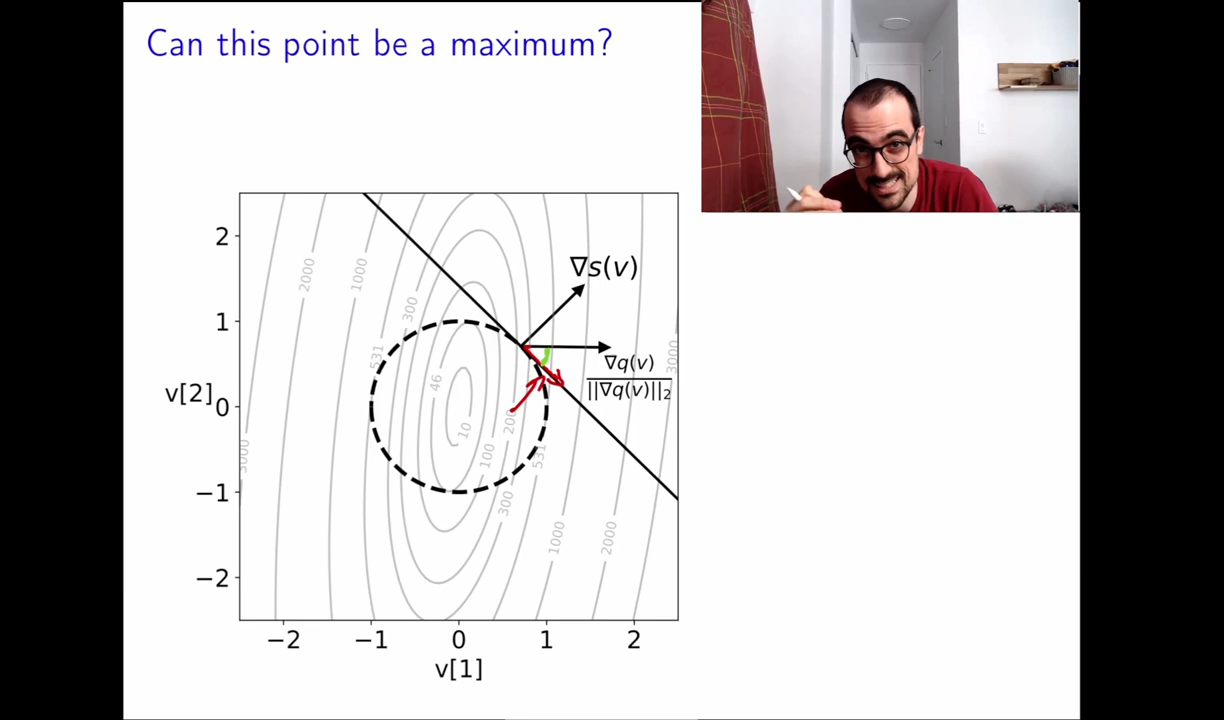 Can this point be a maximum?
∇s(v)
∇q(v)
||∇q(v)||₂
v[2]
2
1
0
−1
−2
−2 −1 0 1 2
v[1]
2000
1000
300
531
46
10
100
200
531
300
1000
2000
3000
3000